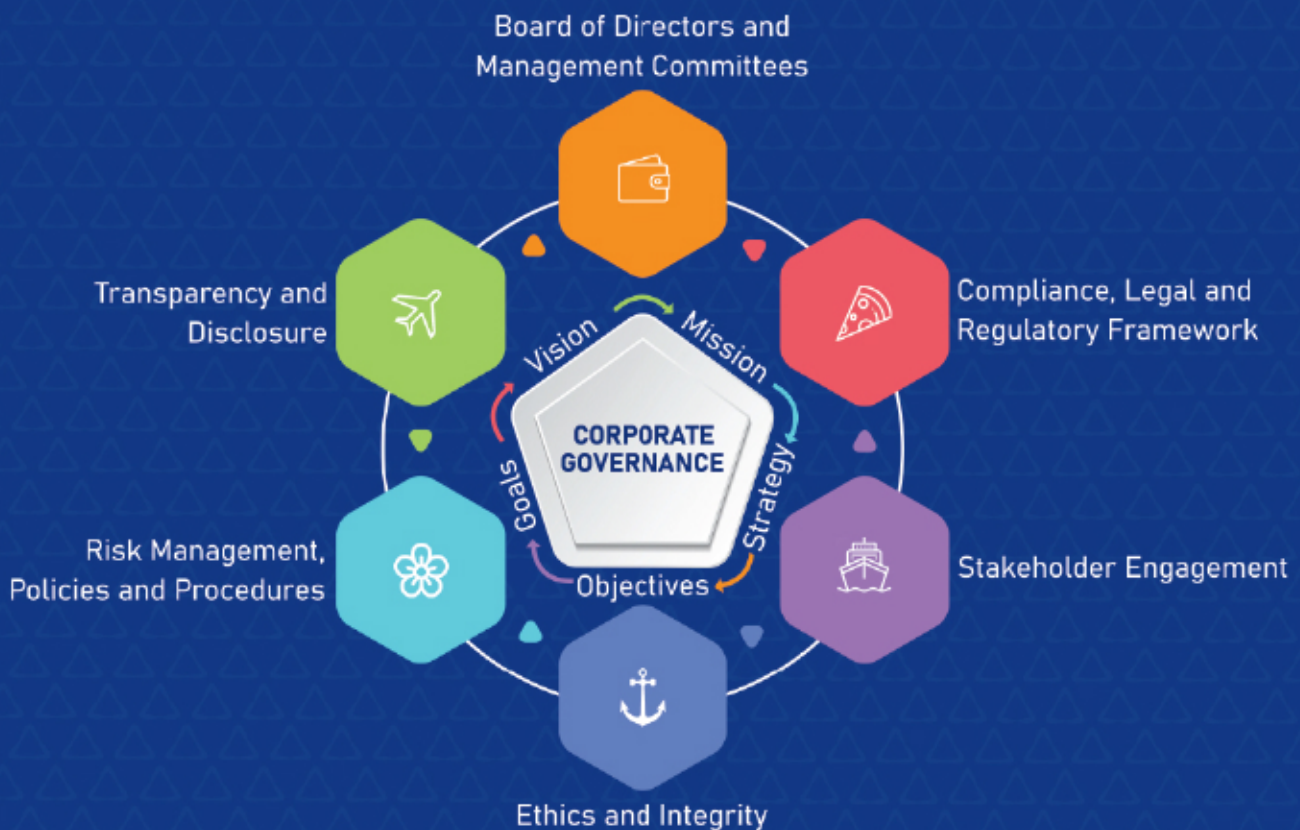 Board of Directors and
Management Committees
Transparency and
Disclosure
Compliance, Legal and
Regulatory Framework
Vision
Mission
CORPORATE
GOVERNANCE
Goals
Strategy
Objectives
Risk Management,
Policies and Procedures
Stakeholder Engagement
Ethics and Integrity